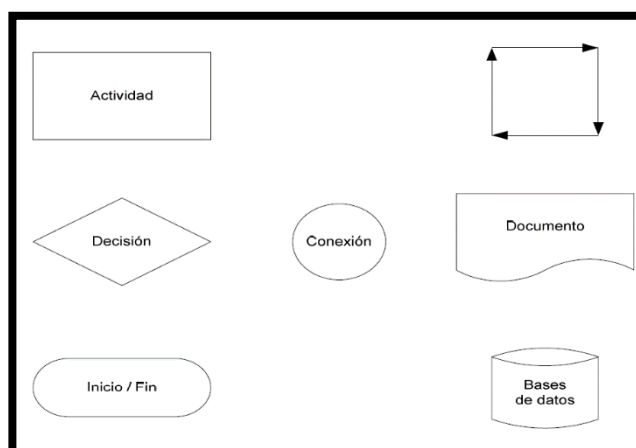 Actividad
Decisión
Conexión
Documento
Inicio / Fin
Bases
de datos